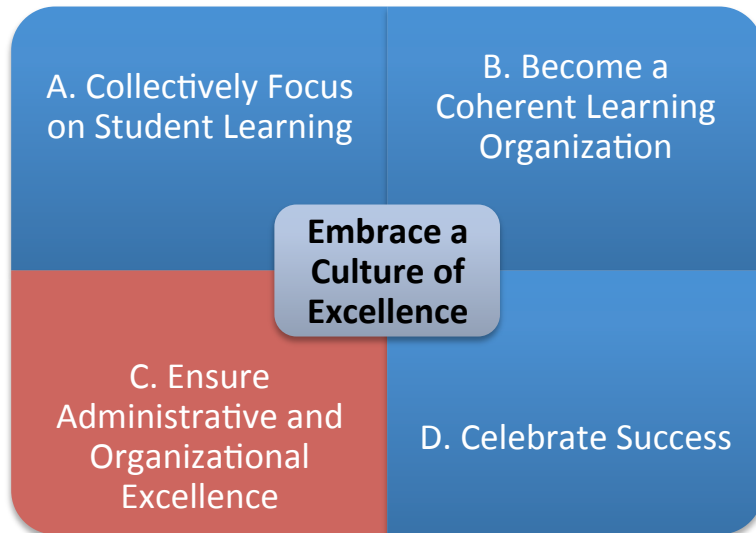 A. Collectively Focus
on Student Learning
B. Become a
Coherent Learning
Organization
Embrace a
Culture of
Excellence
C. Ensure
Administrative and
Organizational
Excellence
D. Celebrate Success